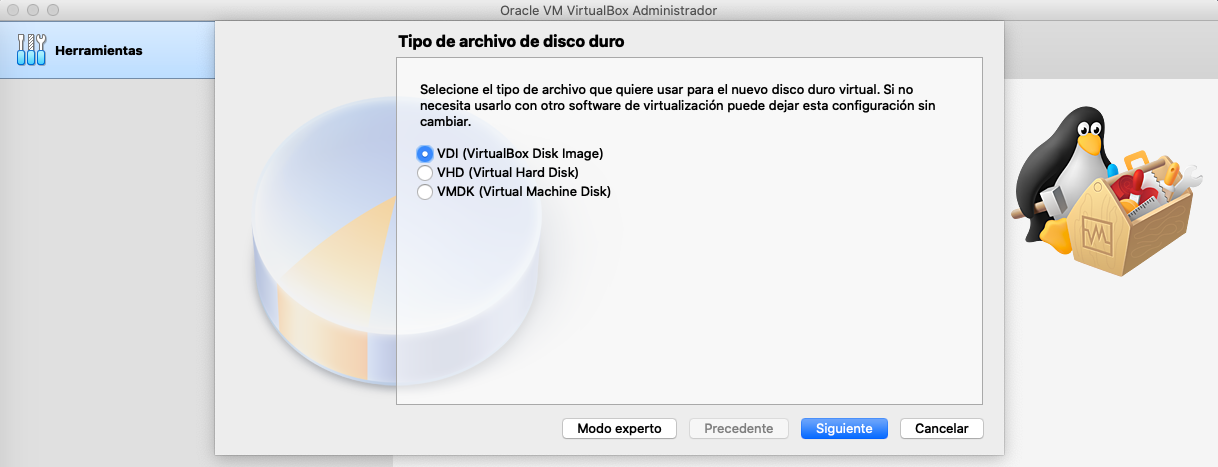 Oracle VM VirtualBox Administrador
Herramientas
Tipo de archivo de disco duro
Selecione el tipo de archivo que quiere usar para el nuevo disco duro virtual. Si no
necesita usarlo con otro software de virtualización puede dejar esta configuración sin
cambiar.
VDI (VirtualBox Disk Image)
VHD (Virtual Hard Disk)
VMDK (Virtual Machine Disk)
Modo experto
Precedente
Siguiente
Cancelar